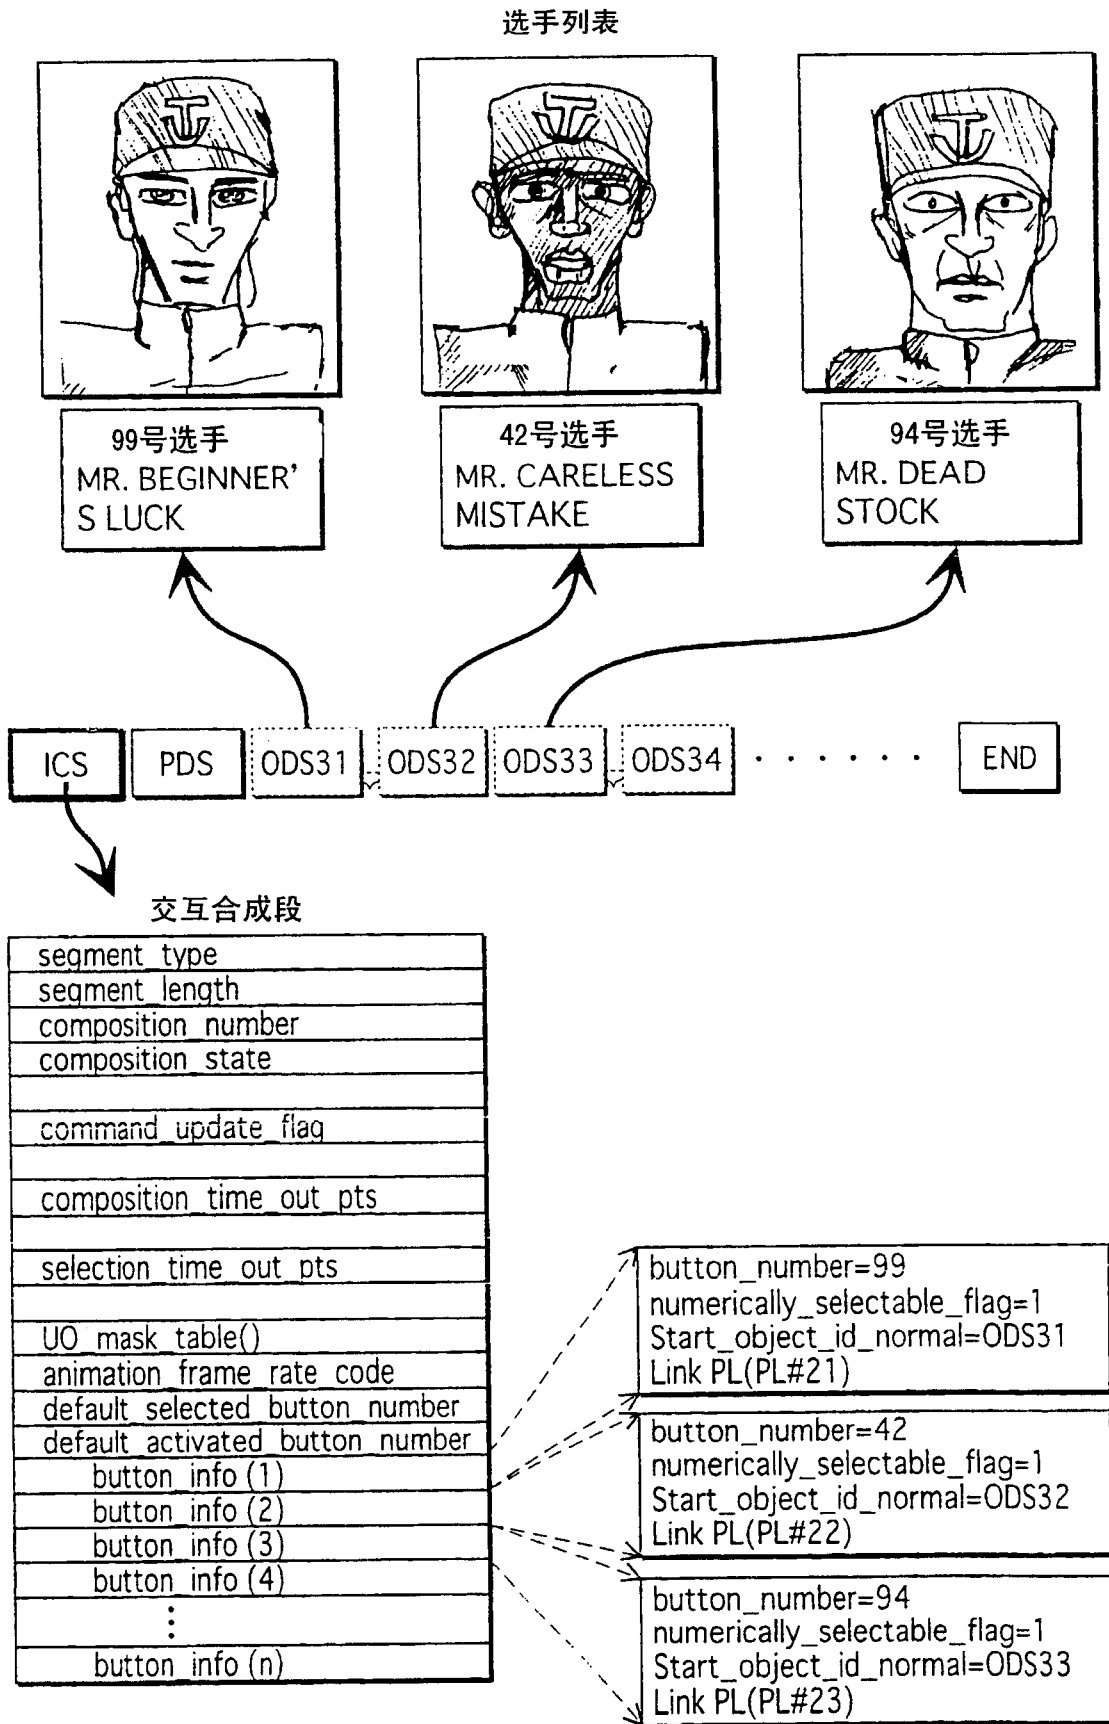 选手列表
99号选手
MR. BEGINNER’
S LUCK
42号选手
MR. CARELESS
MISTAKE
94号选手
MR. DEAD
STOCK
ICS
PDS
ODS31
ODS32
ODS33
ODS34
· · · · · ·
END
交互合成段
segment_type
segment_length
composition_number
composition_state
command_update_flag
composition_time_out_pts
selection_time_out_pts
UO_mask_table()
animation_frame_rate_code
default_selected_button_number
default_activated_button_number
button_info (1)
button_info (2)
button_info (3)
button_info (4)
⋮
button_info (n)
button_number=99
numerically_selectable_flag=1
Start_object_id_normal=ODS31
Link PL(PL#21)
button_number=42
numerically_selectable_flag=1
Start_object_id_normal=ODS32
Link PL(PL#22)
button_number=94
numerically_selectable_flag=1
Start_object_id_normal=ODS33
Link PL(PL#23)